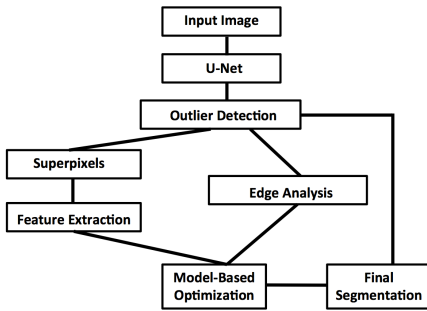 Input Image
U-Net
Outlier Detection
Superpixels
Edge Analysis
Feature Extraction
Model-Based
Optimization
Final
Segmentation